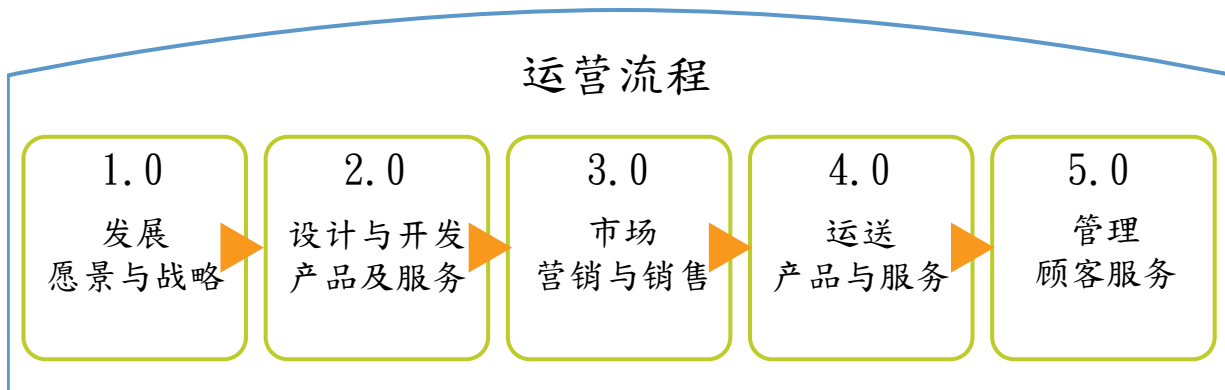 运营流程
1.0
发展
愿景与战略
2.0
设计与开发
产品及服务
3.0
市场
营销与销售
4.0
运送
产品与服务
5.0
管理
顾客服务